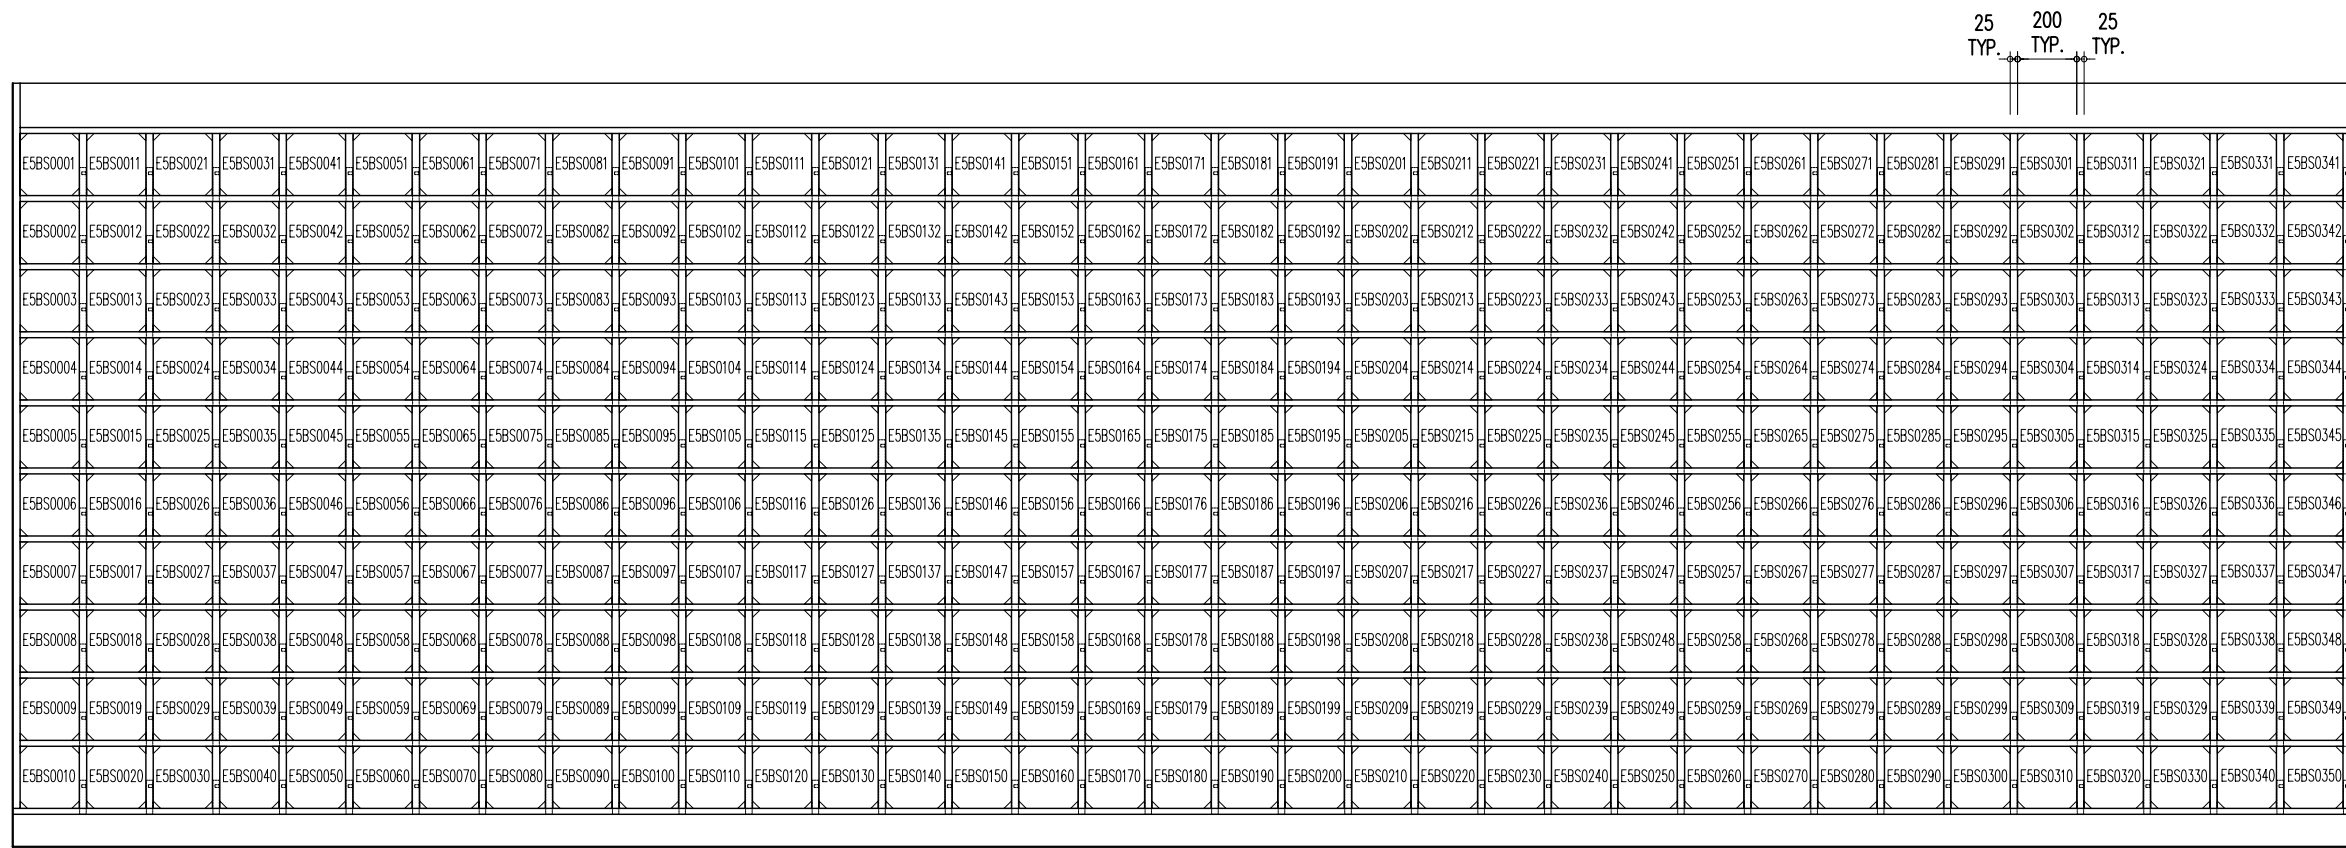 25 200 25
TYP. TYP. TYP.
E5BS0001 E5BS0011 E5BS0021 E5BS0031 E5BS0041 E5BS0051 E5BS0061 E5BS0071 E5BS0081 E5BS0091 E5BS0101 E5BS0111 E5BS0121 E5BS0131 E5BS0141 E5BS0151 E5BS0161 E5BS0171 E5BS0181 E5BS0191 E5BS0201 E5BS0211 E5BS0221 E5BS0231 E5BS0241 E5BS0251 E5BS0261 E5BS0271 E5BS0281 E5BS0291 E5BS0301 E5BS0311 E5BS0321 E5BS0331 E5BS0341
E5BS0002 E5BS0012 E5BS0022 E5BS0032 E5BS0042 E5BS0052 E5BS0062 E5BS0072 E5BS0082 E5BS0092 E5BS0102 E5BS0112 E5BS0122 E5BS0132 E5BS0142 E5BS0152 E5BS0162 E5BS0172 E5BS0182 E5BS0192 E5BS0202 E5BS0212 E5BS0222 E5BS0232 E5BS0242 E5BS0252 E5BS0262 E5BS0272 E5BS0282 E5BS0292 E5BS0302 E5BS0312 E5BS0322 E5BS0332 E5BS0342
E5BS0003 E5BS0013 E5BS0023 E5BS0033 E5BS0043 E5BS0053 E5BS0063 E5BS0073 E5BS0083 E5BS0093 E5BS0103 E5BS0113 E5BS0123 E5BS0133 E5BS0143 E5BS0153 E5BS0163 E5BS0173 E5BS0183 E5BS0193 E5BS0203 E5BS0213 E5BS0223 E5BS0233 E5BS0243 E5BS0253 E5BS0263 E5BS0273 E5BS0283 E5BS0293 E5BS0303 E5BS0313 E5BS0323 E5BS0333 E5BS0343
E5BS0004 E5BS0014 E5BS0024 E5BS0034 E5BS0044 E5BS0054 E5BS0064 E5BS0074 E5BS0084 E5BS0094 E5BS0104 E5BS0114 E5BS0124 E5BS0134 E5BS0144 E5BS0154 E5BS0164 E5BS0174 E5BS0184 E5BS0194 E5BS0204 E5BS0214 E5BS0224 E5BS0234 E5BS0244 E5BS0254 E5BS0264 E5BS0274 E5BS0284 E5BS0294 E5BS0304 E5BS0314 E5BS0324 E5BS0334 E5BS0344
E5BS0005 E5BS0015 E5BS0025 E5BS0035 E5BS0045 E5BS0055 E5BS0065 E5BS0075 E5BS0085 E5BS0095 E5BS0105 E5BS0115 E5BS0125 E5BS0135 E5BS0145 E5BS0155 E5BS0165 E5BS0175 E5BS0185 E5BS0195 E5BS0205 E5BS0215 E5BS0225 E5BS0235 E5BS0245 E5BS0255 E5BS0265 E5BS0275 E5BS0285 E5BS0295 E5BS0305 E5BS0315 E5BS0325 E5BS0335 E5BS0345
E5BS0006 E5BS0016 E5BS0026 E5BS0036 E5BS0046 E5BS0056 E5BS0066 E5BS0076 E5BS0086 E5BS0096 E5BS0106 E5BS0116 E5BS0126 E5BS0136 E5BS0146 E5BS0156 E5BS0166 E5BS0176 E5BS0186 E5BS0196 E5BS0206 E5BS0216 E5BS0226 E5BS0236 E5BS0246 E5BS0256 E5BS0266 E5BS0276 E5BS0286 E5BS0296 E5BS0306 E5BS0316 E5BS0326 E5BS0336 E5BS0346
E5BS0007 E5BS0017 E5BS0027 E5BS0037 E5BS0047 E5BS0057 E5BS0067 E5BS0077 E5BS0087 E5BS0097 E5BS0107 E5BS0117 E5BS0127 E5BS0137 E5BS0147 E5BS0157 E5BS0167 E5BS0177 E5BS0187 E5BS0197 E5BS0207 E5BS0217 E5BS0227 E5BS0237 E5BS0247 E5BS0257 E5BS0267 E5BS0277 E5BS0287 E5BS0297 E5BS0307 E5BS0317 E5BS0327 E5BS0337 E5BS0347
E5BS0008 E5BS0018 E5BS0028 E5BS0038 E5BS0048 E5BS0058 E5BS0068 E5BS0078 E5BS0088 E5BS0098 E5BS0108 E5BS0118 E5BS0128 E5BS0138 E5BS0148 E5BS0158 E5BS0168 E5BS0178 E5BS0188 E5BS0198 E5BS0208 E5BS0218 E5BS0228 E5BS0238 E5BS0248 E5BS0258 E5BS0268 E5BS0278 E5BS0288 E5BS0298 E5BS0308 E5BS0318 E5BS0328 E5BS0338 E5BS0348
E5BS0009 E5BS0019 E5BS0029 E5BS0039 E5BS0049 E5BS0059 E5BS0069 E5BS0079 E5BS0089 E5BS0099 E5BS0109 E5BS0119 E5BS0129 E5BS0139 E5BS0149 E5BS0159 E5BS0169 E5BS0179 E5BS0189 E5BS0199 E5BS0209 E5BS0219 E5BS0229 E5BS0239 E5BS0249 E5BS0259 E5BS0269 E5BS0279 E5BS0289 E5BS0299 E5BS0309 E5BS0319 E5BS0329 E5BS0339 E5BS0349
E5BS0010 E5BS0020 E5BS0030 E5BS0040 E5BS0050 E5BS0060 E5BS0070 E5BS0080 E5BS0090 E5BS0100 E5BS0110 E5BS0120 E5BS0130 E5BS0140 E5BS0150 E5BS0160 E5BS0170 E5BS0180 E5BS0190 E5BS0200 E5BS0210 E5BS0220 E5BS0230 E5BS0240 E5BS0250 E5BS0260 E5BS0270 E5BS0280 E5BS0290 E5BS0300 E5BS0310 E5BS0320 E5BS0330 E5BS0340 E5BS0350